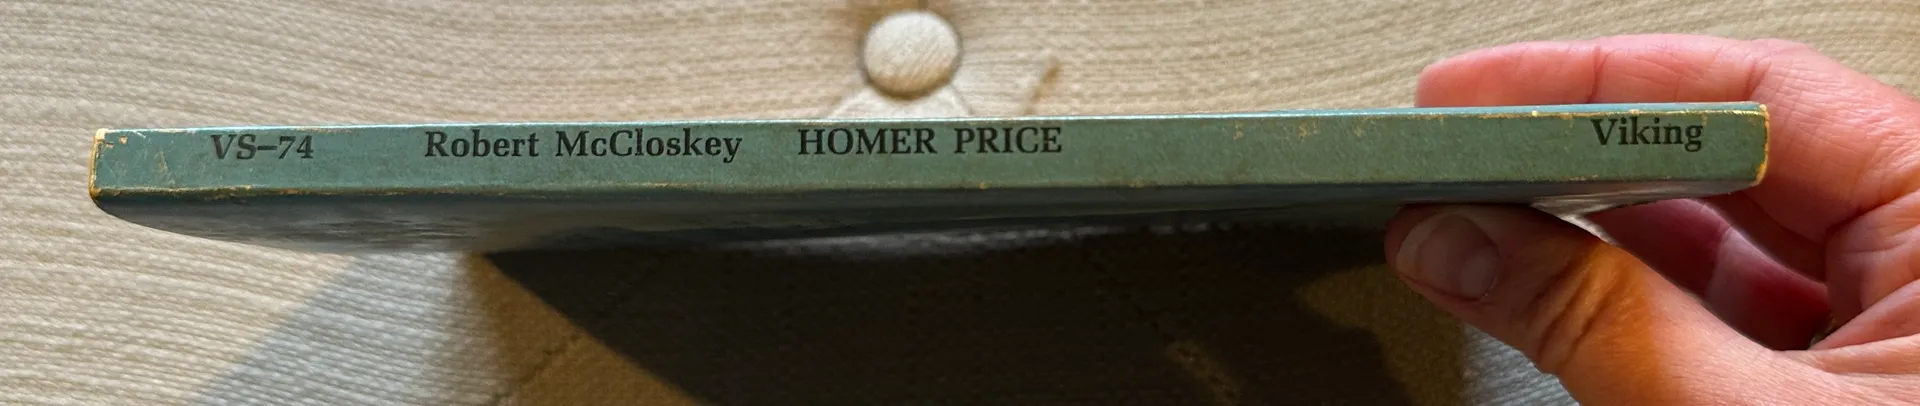 VS–74 Robert McCloskey HOMER PRICE Viking